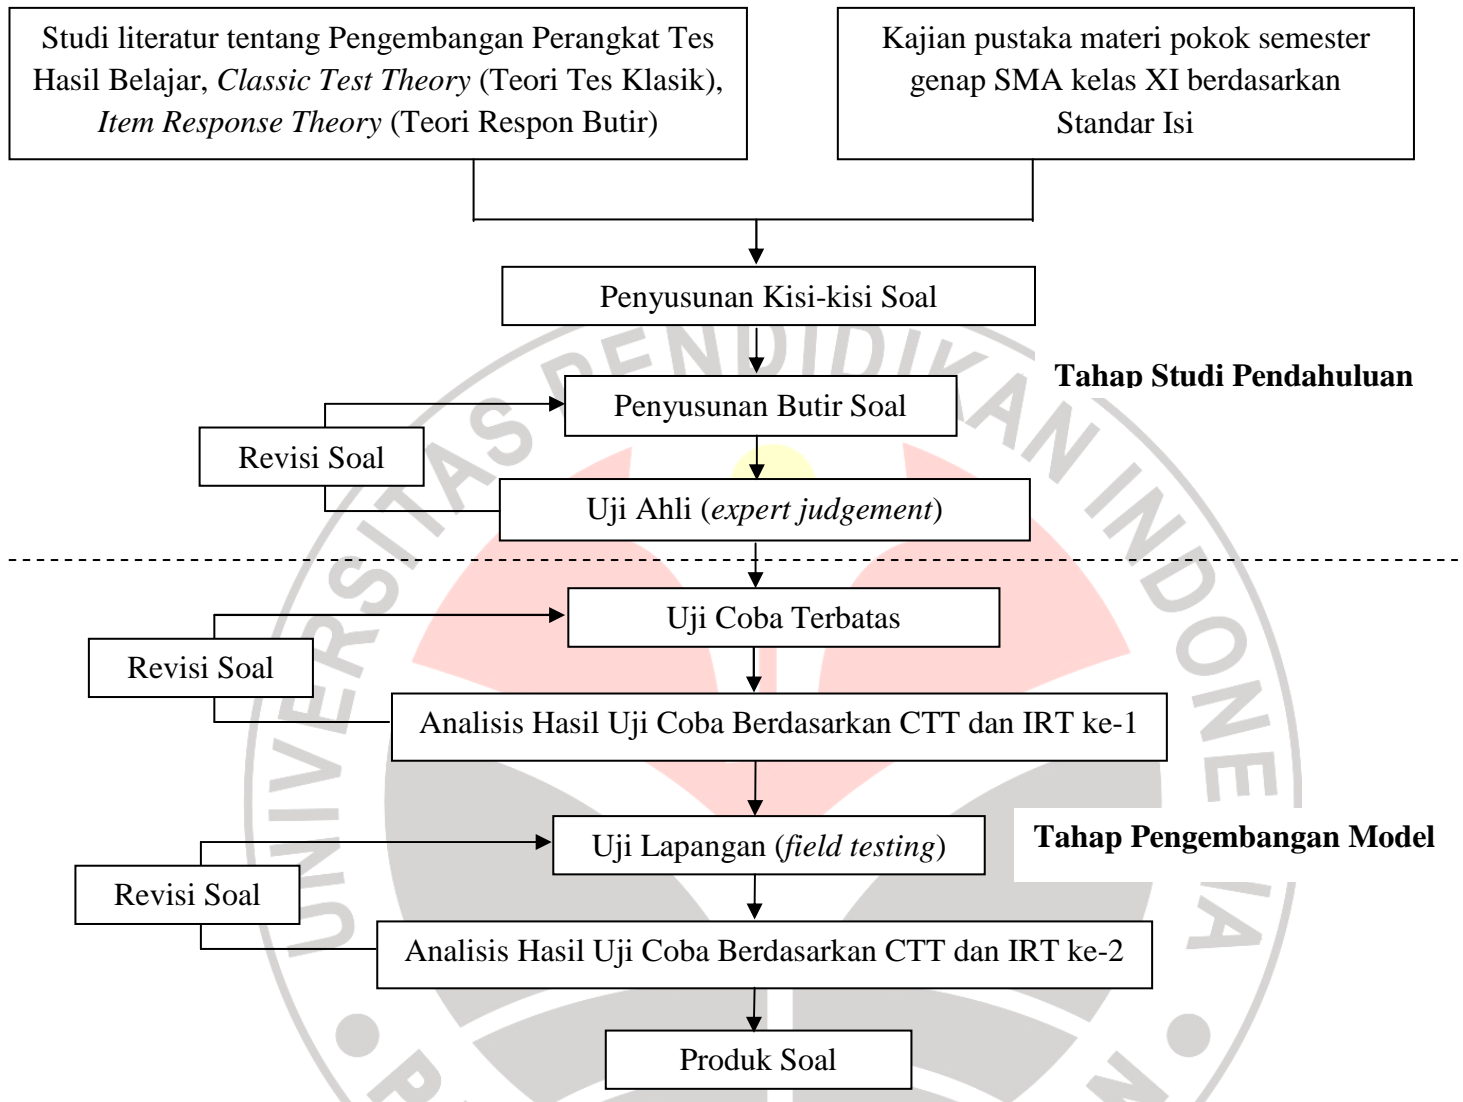 Studi literatur tentang Pengembangan Perangkat Tes
Hasil Belajar, Classic Test Theory (Teori Tes Klasik),
Item Response Theory (Teori Respon Butir)
Kajian pustaka materi pokok semester
genap SMA kelas XI berdasarkan
Standar Isi
Penyusunan Kisi-kisi Soal
Tahap Studi Pendahuluan
Penyusunan Butir Soal
Revisi Soal
Uji Ahli (expert judgement)
Uji Coba Terbatas
Revisi Soal
Analisis Hasil Uji Coba Berdasarkan CTT dan IRT ke-1
Uji Lapangan (field testing)
Tahap Pengembangan Model
Revisi Soal
Analisis Hasil Uji Coba Berdasarkan CTT dan IRT ke-2
Produk Soal
UNIVERSITAS PENDIDIKAN INDONESIA